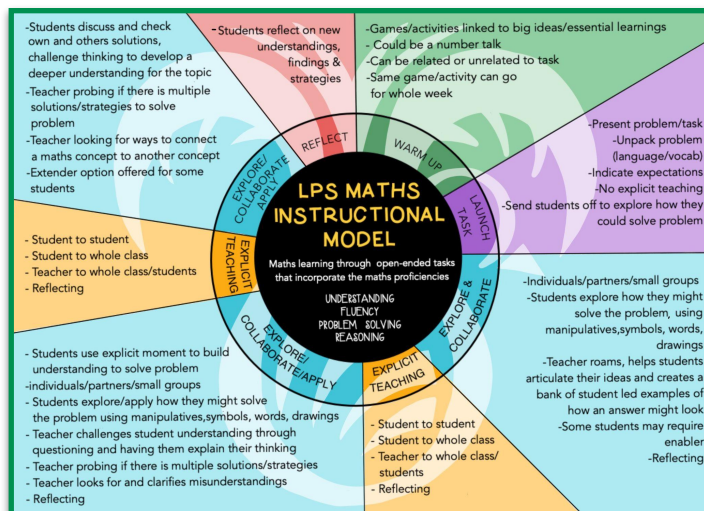 -Students discuss and check
own and others solutions,
challenge thinking to develop a
deeper understanding for the topic
-Teacher probing if there is multiple
solutions/strategies to solve
problem
-Teacher looking for ways to connect
a maths concept to another concept
-Extender option offered for some
students
-Students reflect on new
understandings,
findings &
strategies
-Games/activities linked to big ideas/essential learnings
- Could be a number talk
- Can be related or unrelated to task
- Same game/activity can go
for whole week
-Present problem/task
-Unpack problem
(language/vocab)
-Indicate expectations
-No explicit teaching
-Send students off to explore how they
could solve problem
REFLECT
WARM UP
LAUNCH
TASK
EXPLORE &
COLLABORATE
EXPLICIT
TEACHING
EXPLORE/
COLLABORATE/APPLY
EXPLICIT
TEACHING
EXPLORE/
COLLABORATE
APPLY
LPS MATHS
INSTRUCTIONAL
MODEL
Maths learning through open-ended tasks
that incorporate the maths proficiencies
UNDERSTANDING
FLUENCY
PROBLEM SOLVING
REASONING
- Student to student
- Student to whole class
- Teacher to whole class/students
- Reflecting
-Individuals/partners/small groups
-Students explore how they might
solve the problem, using
manipulatives,symbols, words,
drawings
-Teacher roams, helps students
articulate their ideas and creates a
bank of student led examples of
how an answer might look
-Some students may require
enabler
-Reflecting
- Students use explicit moment to build
understanding to solve problem
-individuals/partners/small groups
- Students explore/apply how they might solve
the problem using manipulatives,symbols, words, drawings
- Teacher challenges student understanding through
questioning and having them explain their thinking
- Teacher probing if there is multiple solutions/strategies
- Teacher looks for and clarifies misunderstandings
- Reflecting
- Student to student
- Student to whole class
- Teacher to whole class/
students
- Reflecting